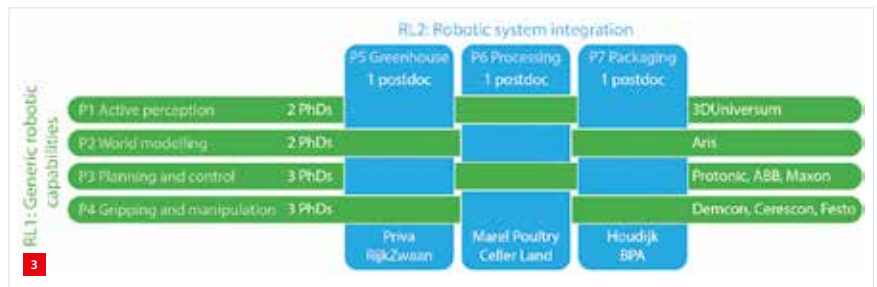 RL2: Robotic system integration
P5 Greenhouse
1 postdoc
P6 Processing
1 postdoc
P7 Packaging
1 postdoc
RL1: Generic robotic
capabilities
P1 Active perception 2 PhDs 3DUniversum
P2 World modelling 2 PhDs Aris
P3 Planning and control 3 PhDs Protonic, ABB, Maxon
P4 Gripping and manipulation 3 PhDs Demcon, Cerescon, Festo
Priva
RijkZwaan
Marel Poultry
Celler Land
Houdijk
BPA
3